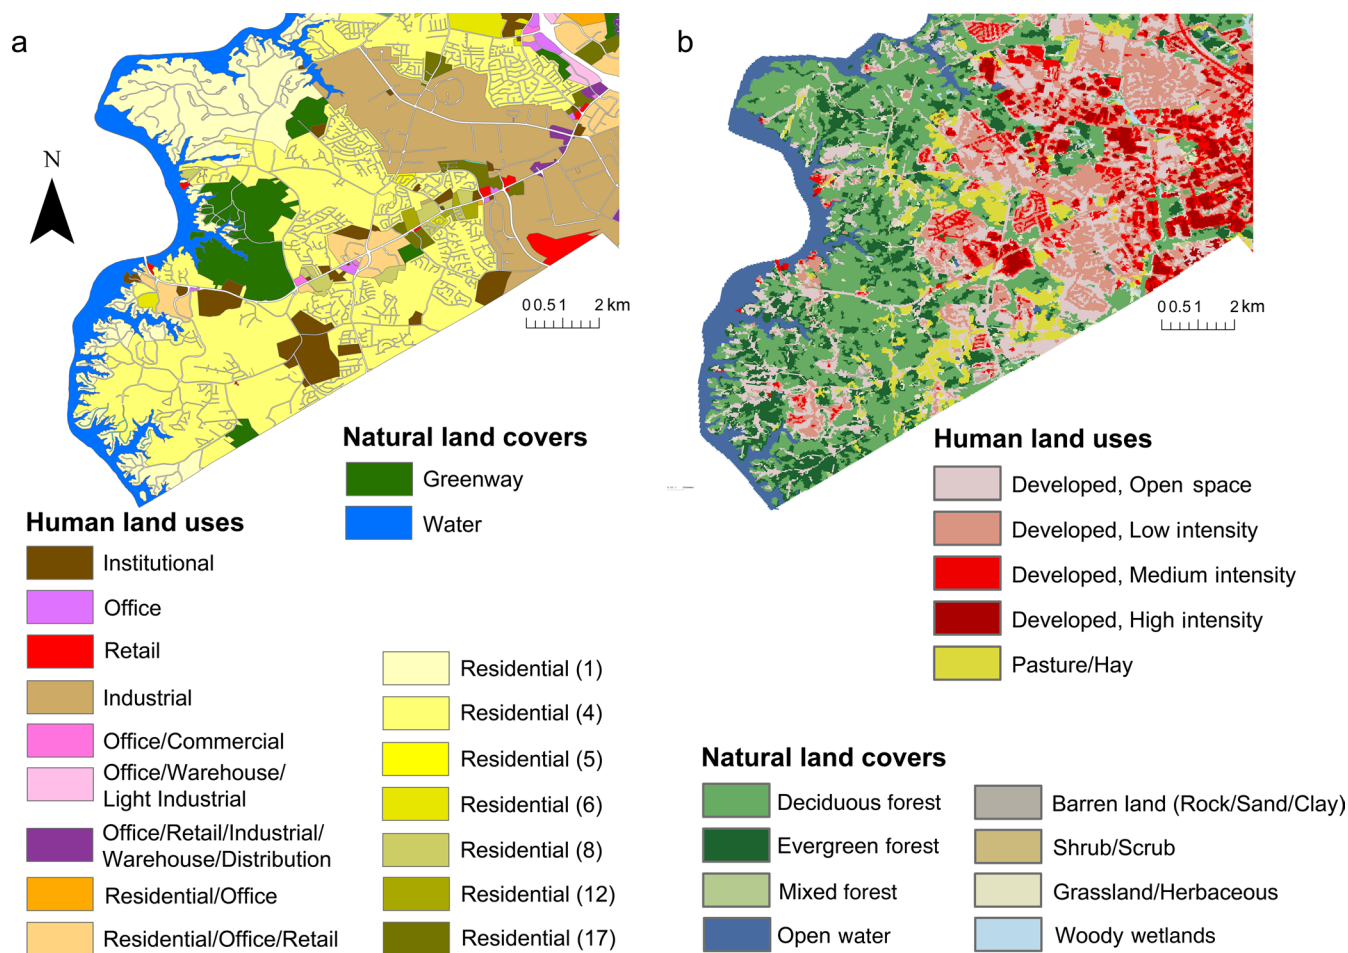 a
b
N
0 0.5 1 2 km
0 0.5 1 2 km
Natural land covers
Greenway
Water
Human land uses
Institutional
Office
Retail
Industrial
Office/Commercial
Office/Warehouse/
Light Industrial
Office/Retail/Industrial/
Warehouse/Distribution
Residential/Office
Residential/Office/Retail
Residential (1)
Residential (4)
Residential (5)
Residential (6)
Residential (8)
Residential (12)
Residential (17)
Human land uses
Developed, Open space
Developed, Low intensity
Developed, Medium intensity
Developed, High intensity
Pasture/Hay
Natural land covers
Deciduous forest
Evergreen forest
Mixed forest
Open water
Barren land (Rock/Sand/Clay)
Shrub/Scrub
Grassland/Herbaceous
Woody wetlands